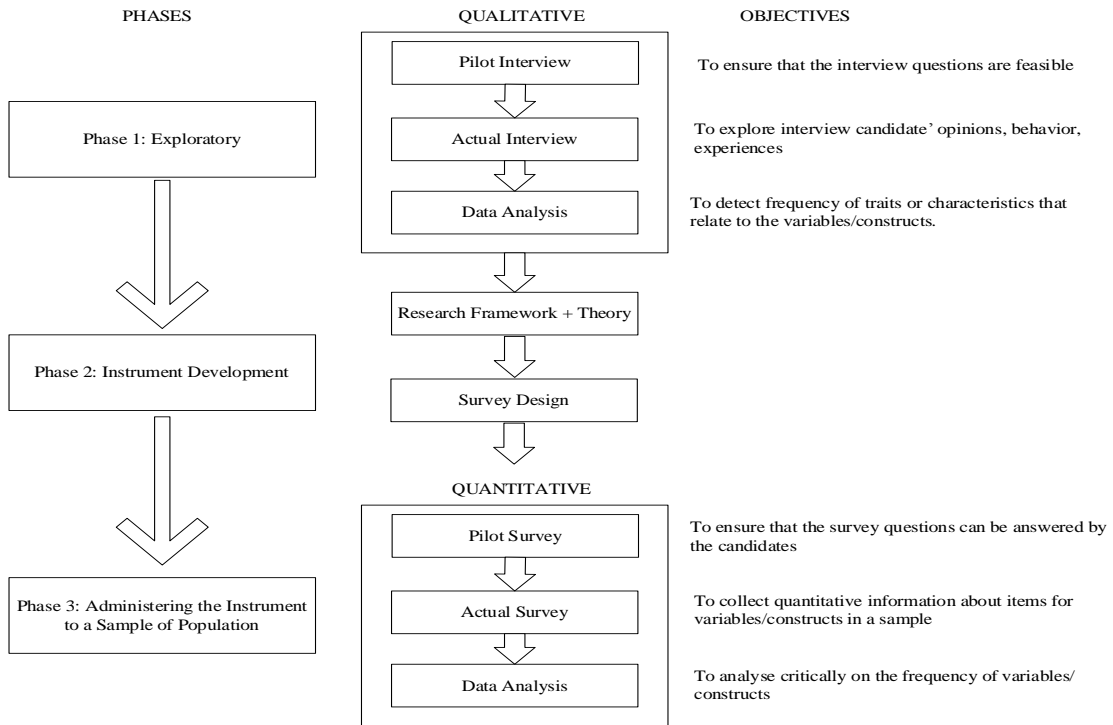 PHASES
QUALITATIVE
OBJECTIVES
Pilot Interview
To ensure that the interview questions are feasible
Phase 1: Exploratory
Actual Interview
To explore interview candidate’ opinions, behavior,
experiences
Data Analysis
To detect frequency of traits or characteristics that
relate to the variables/constructs.
Research Framework + Theory
Phase 2: Instrument Development
Survey Design
QUANTITATIVE
Pilot Survey
To ensure that the survey questions can be answered by
the candidates
Phase 3: Administering the Instrument
to a Sample of Population
Actual Survey
To collect quantitative information about items for
variables/constructs in a sample
Data Analysis
To analyse critically on the frequency of variables/
constructs